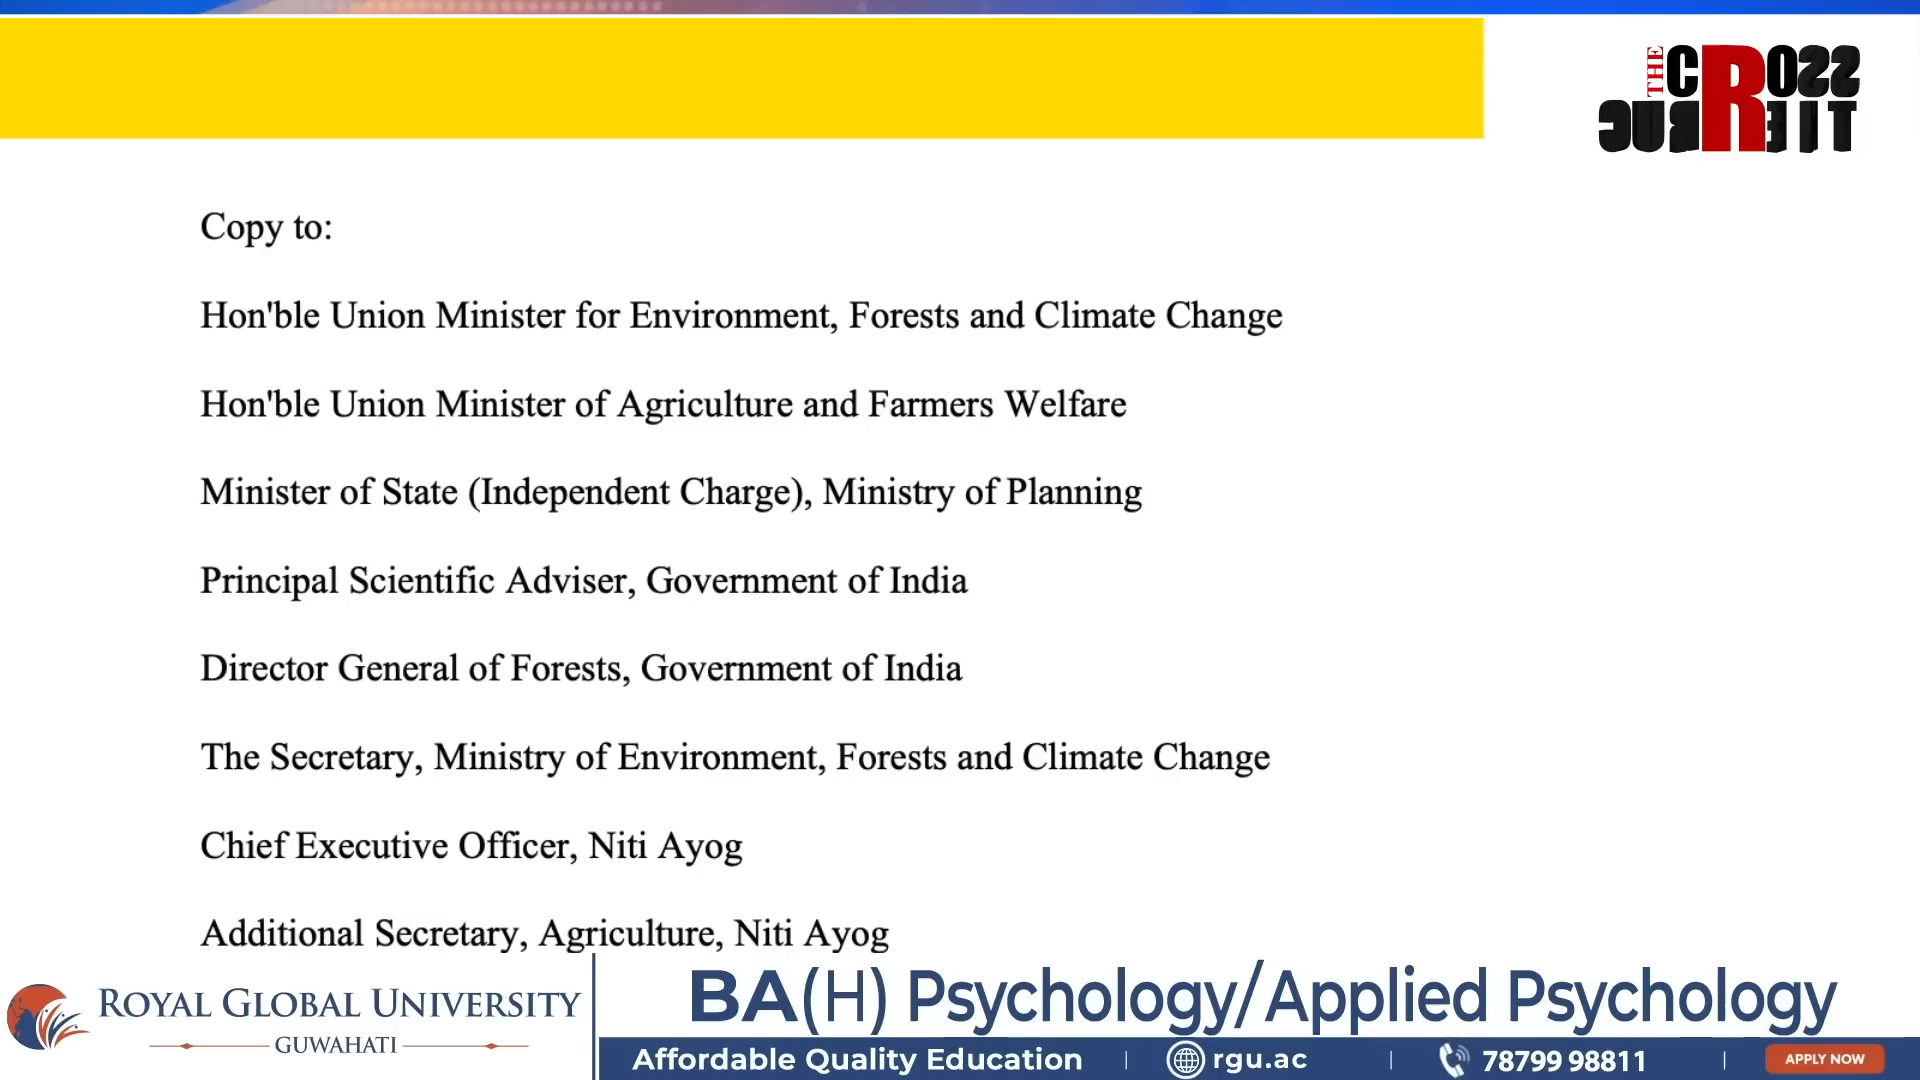 THE CROSS
CURRENT
Copy to:
Hon'ble Union Minister for Environment, Forests and Climate Change
Hon'ble Union Minister of Agriculture and Farmers Welfare
Minister of State (Independent Charge), Ministry of Planning
Principal Scientific Adviser, Government of India
Director General of Forests, Government of India
The Secretary, Ministry of Environment, Forests and Climate Change
Chief Executive Officer, Niti Ayog
Additional Secretary, Agriculture, Niti Ayog
ROYAL GLOBAL UNIVERSITY
GUWAHATI
BA(H) Psychology/Applied Psychology
Affordable Quality Education | rgu.ac | 78799 98811 | APPLY NOW